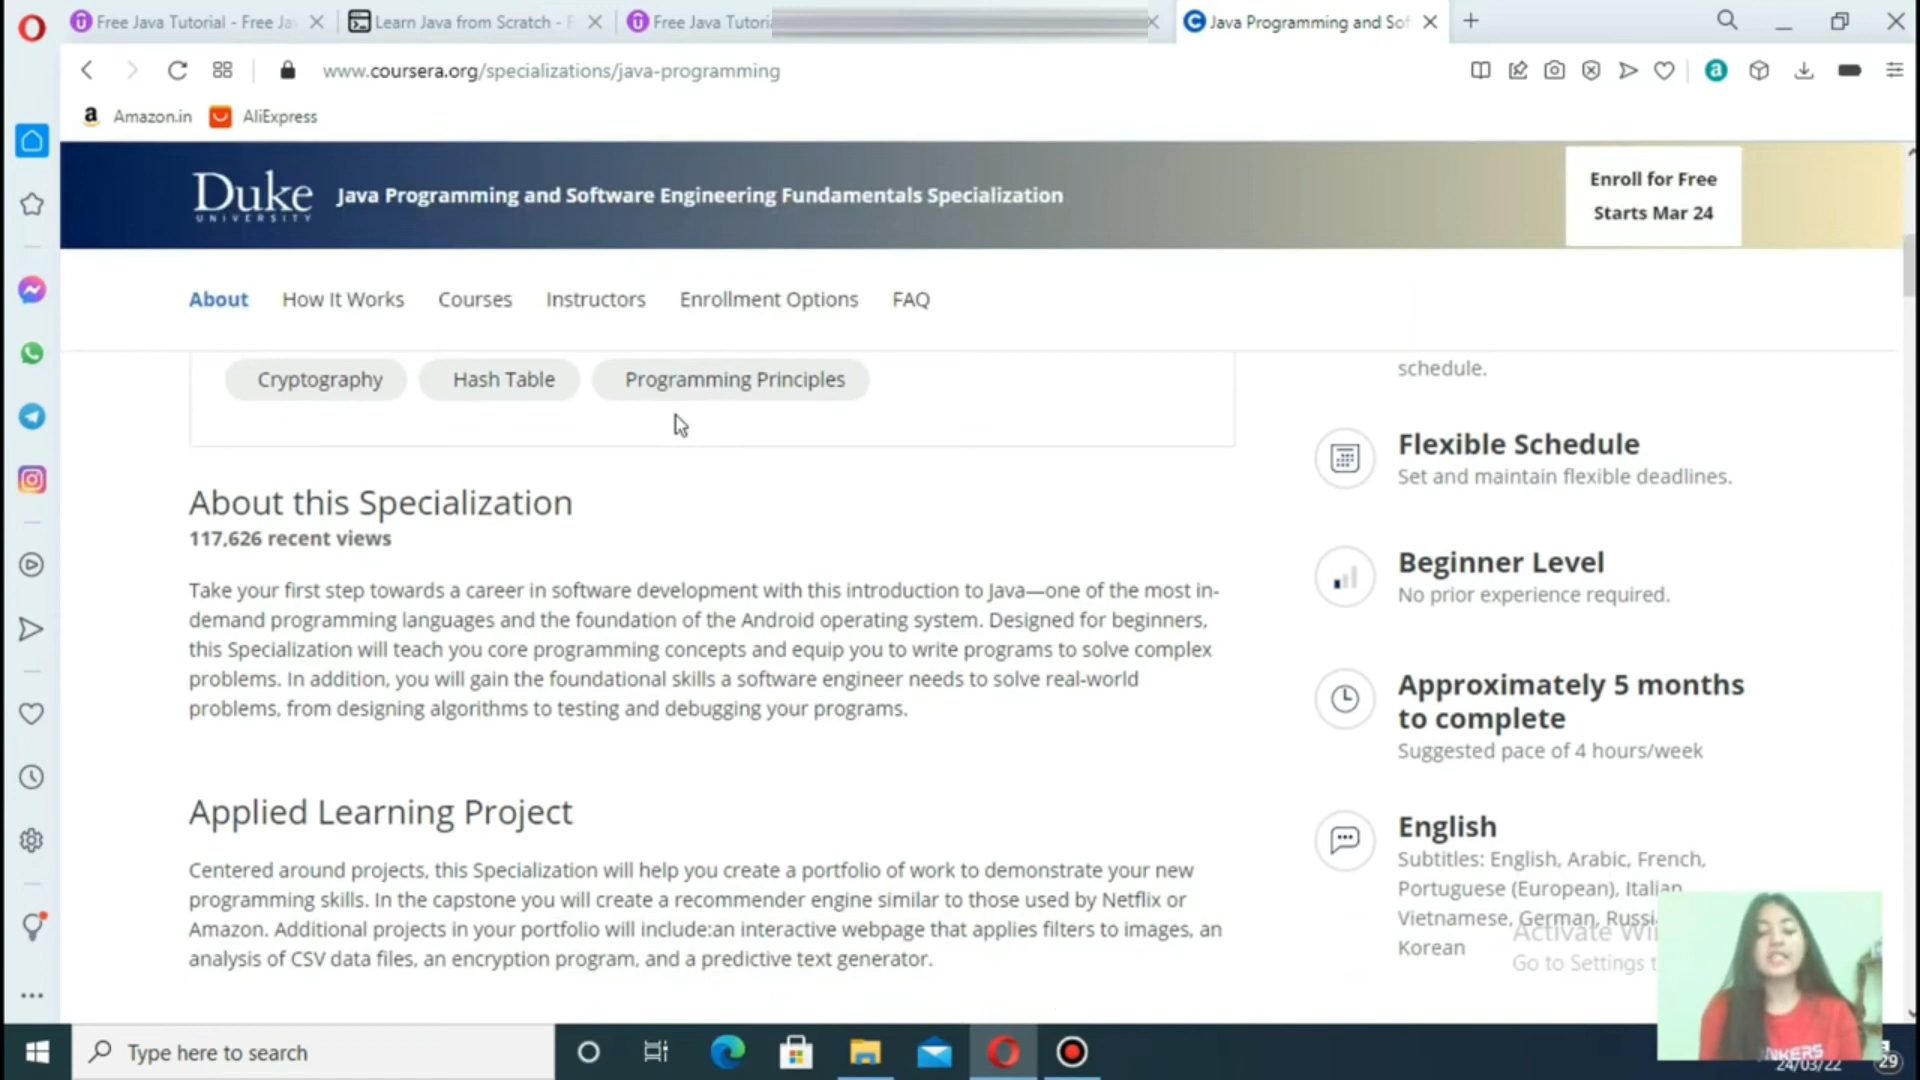 Free Java Tutorial - Free Ja
Learn Java from Scratch - F
Free Java Tutori
Java Programming and Sof
www.coursera.org/specializations/java-programming
Amazon.in
AliExpress
Duke
UNIVERSITY
Java Programming and Software Engineering Fundamentals Specialization
Enroll for Free
Starts Mar 24
About
How It Works
Courses
Instructors
Enrollment Options
FAQ
Cryptography
Hash Table
Programming Principles
About this Specialization
117,626 recent views
Take your first step towards a career in software development with this introduction to Java—one of the most in-
demand programming languages and the foundation of the Android operating system. Designed for beginners,
this Specialization will teach you core programming concepts and equip you to write programs to solve complex
problems. In addition, you will gain the foundational skills a software engineer needs to solve real-world
problems, from designing algorithms to testing and debugging your programs.
Applied Learning Project
Centered around projects, this Specialization will help you create a portfolio of work to demonstrate your new
programming skills. In the capstone you will create a recommender engine similar to those used by Netflix or
Amazon. Additional projects in your portfolio will include:an interactive webpage that applies filters to images, an
analysis of CSV data files, an encryption program, and a predictive text generator.
schedule.
Flexible Schedule
Set and maintain flexible deadlines.
Beginner Level
No prior experience required.
Approximately 5 months
to complete
Suggested pace of 4 hours/week
English
Subtitles: English, Arabic, French,
Portuguese (European), Italian
Vietnamese, German, Russi
Korean
Activate Wi
Go to Settings t
Type here to search
24/03/22
29